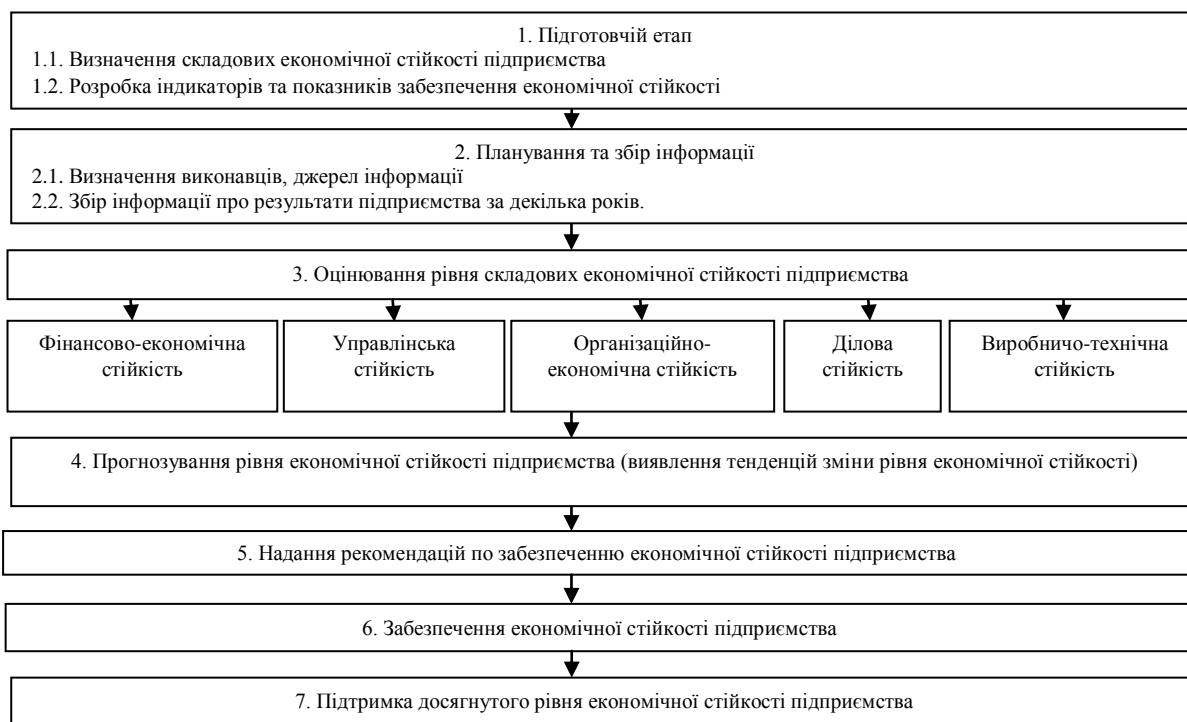 1. Підготовчій етап
1.1. Визначення складових економічної стійкості підприємства
1.2. Розробка індикаторів та показників забезпечення економічної стійкості
2. Планування та збір інформації
2.1. Визначення виконавців, джерел інформації
2.2. Збір інформації про результати підприємства за декілька років.
3. Оцінювання рівня складових економічної стійкості підприємства
Фінансово-економічна
стійкість
Управлінська
стійкість
Організаційно-
економічна стійкість
Ділова
стійкість
Виробничо-технічна
стійкість
4. Прогнозування рівня економічної стійкості підприємства (виявлення тенденцій зміни рівня економічної стійкості)
5. Надання рекомендацій по забезпеченню економічної стійкості підприємства
6. Забезпечення економічної стійкості підприємства
7. Підтримка досягнутого рівня економічної стійкості підприємства